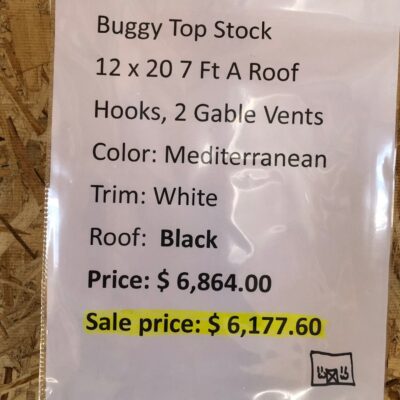 Buggy Top Stock
12 x 20 7 Ft A Roof
Hooks, 2 Gable Vents
Color: Mediterranean
Trim: White
Roof: Black
Price: $ 6,864.00
Sale price: $ 6,177.60